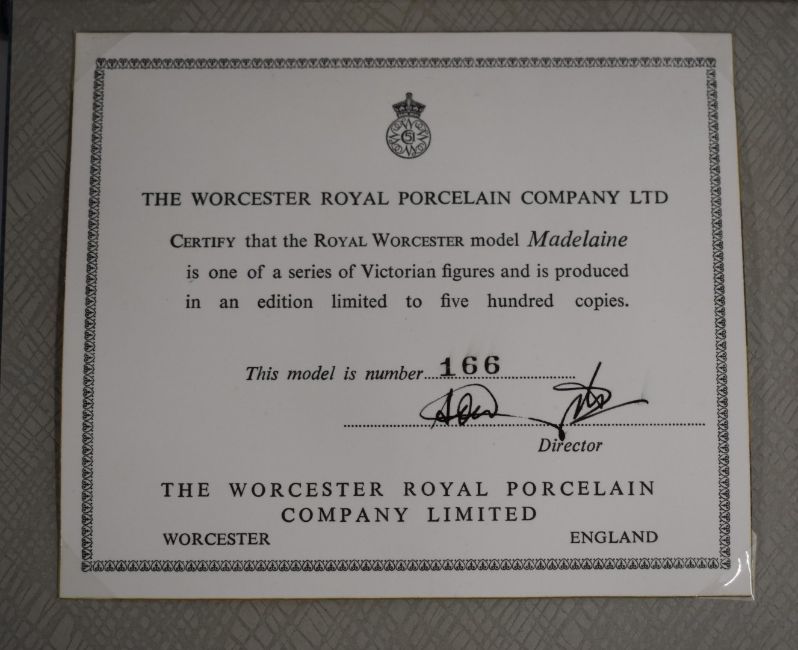 51
THE WORCESTER ROYAL PORCELAIN COMPANY LTD
CERTIFY that the ROYAL WORCESTER model Madelaine
is one of a series of Victorian figures and is produced
in an edition limited to five hundred copies.
This model is number 166
Director
THE WORCESTER ROYAL PORCELAIN
COMPANY LIMITED
WORCESTER ENGLAND